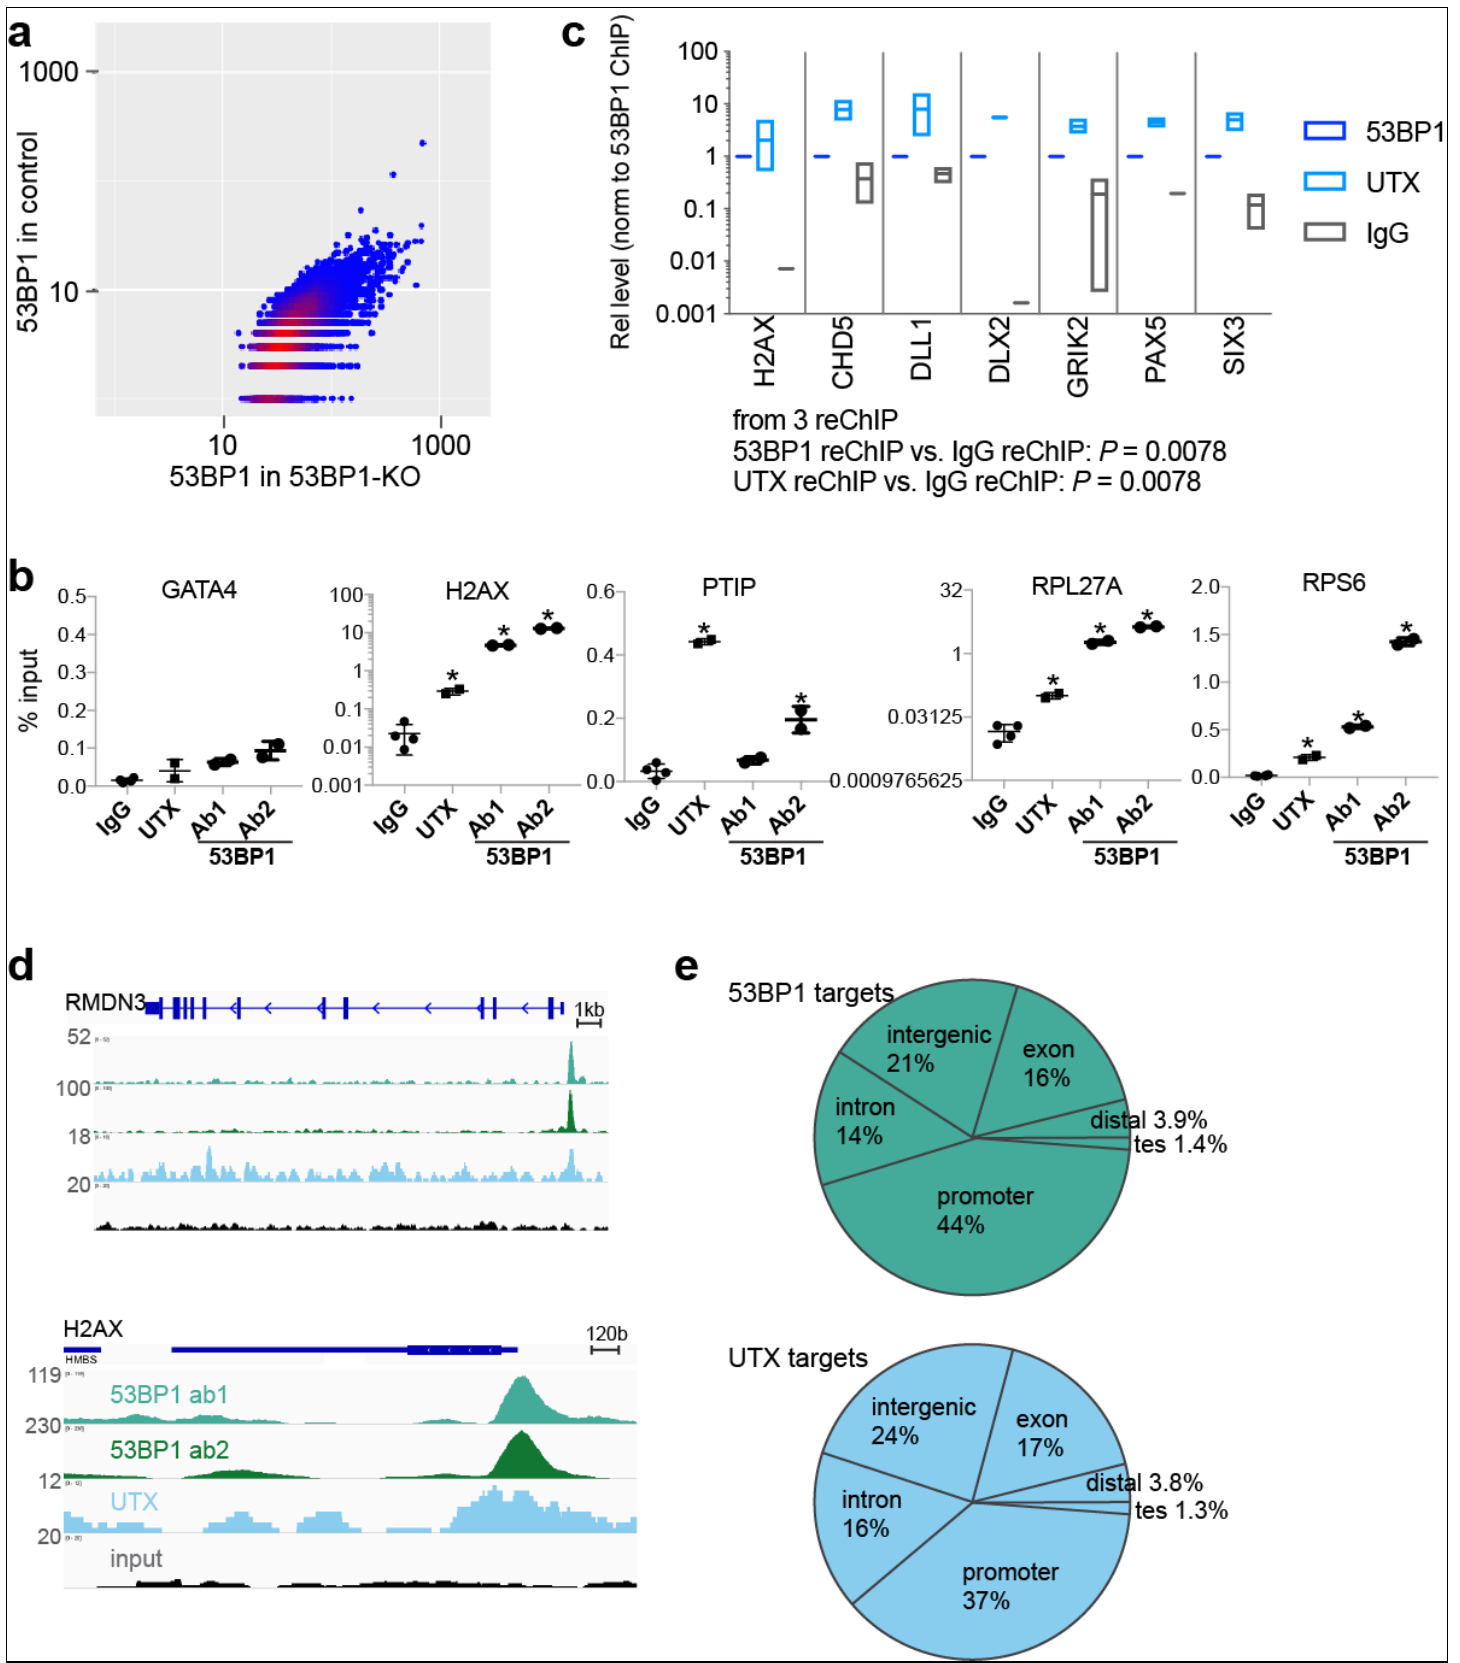 a
1000
10
53BP1 in control
10
1000
53BP1 in 53BP1-KO
c
Rel level (norm to 53BP1 ChIP)
100
10
1
0.1
0.01
0.001
H2AX
CHD5
DLL1
DLX2
GRIK2
PAX5
SIX3
53BP1
UTX
IgG
from 3 reChIP
53BP1 reChIP vs. IgG reChIP: P = 0.0078
UTX reChIP vs. IgG reChIP: P = 0.0078
b
% input
GATA4
0.5
0.4
0.3
0.2
0.1
0.0
IgG
UTX
Ab1
Ab2
53BP1
H2AX
100
10
1
0.1
0.01
0.001
*
*
*
IgG
UTX
Ab1
Ab2
53BP1
PTIP
0.6
0.4
0.2
0.0
*
*
IgG
UTX
Ab1
Ab2
53BP1
RPL27A
32
1
0.03125
0.0009765625
*
*
*
IgG
UTX
Ab1
Ab2
53BP1
RPS6
2.0
1.5
1.0
0.5
0.0
*
*
*
IgG
UTX
Ab1
Ab2
53BP1
d
RMDN3
1kb
52
100
18
20
H2AX
120b
HMBS
119
53BP1 ab1
230
53BP1 ab2
12
UTX
20
input
e
53BP1 targets
intergenic
21%
exon
16%
distal 3.9%
tes 1.4%
intron
14%
promoter
44%
UTX targets
intergenic
24%
exon
17%
distal 3.8%
tes 1.3%
intron
16%
promoter
37%